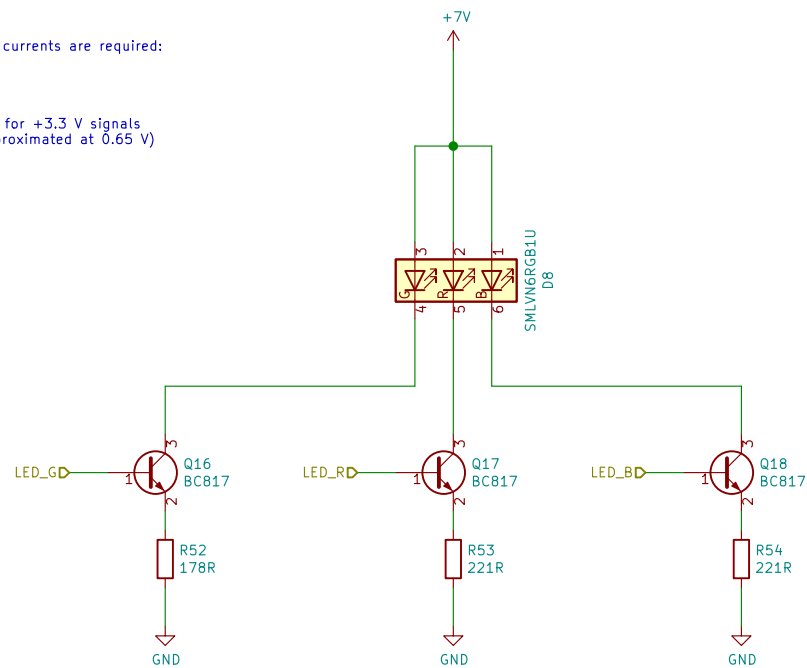 +7V
currents are required:
for +3.3 V signals
roximated at 0.65 V)
3
2
1
G
R
B
4
5
6
SMLVN6RGB1U
D8
LED_G
1
3
2
Q16
BC817
LED_R
1
3
2
Q17
BC817
LED_B
1
3
2
Q18
BC817
R52
178R
R53
221R
R54
221R
GND
GND
GND